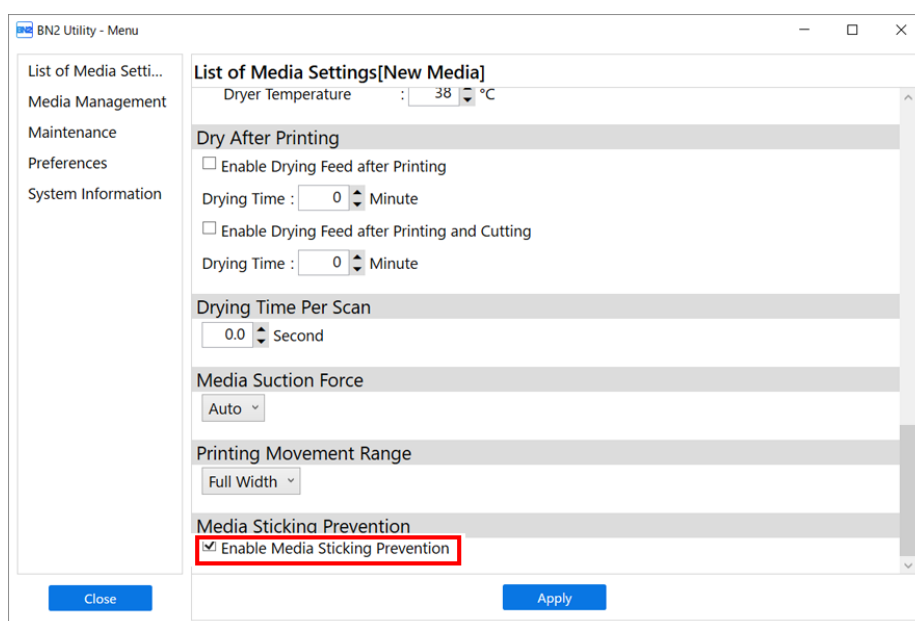 BN2 BN2 Utility - Menu
List of Media Setti...
Media Management
Maintenance
Preferences
System Information
Close
List of Media Settings[New Media]
Dryer Temperature : 38 °C
Dry After Printing
Enable Drying Feed after Printing
Drying Time : 0 Minute
Enable Drying Feed after Printing and Cutting
Drying Time : 0 Minute
Drying Time Per Scan
0.0 Second
Media Suction Force
Auto
Printing Movement Range
Full Width
Media Sticking Prevention
Enable Media Sticking Prevention
Apply